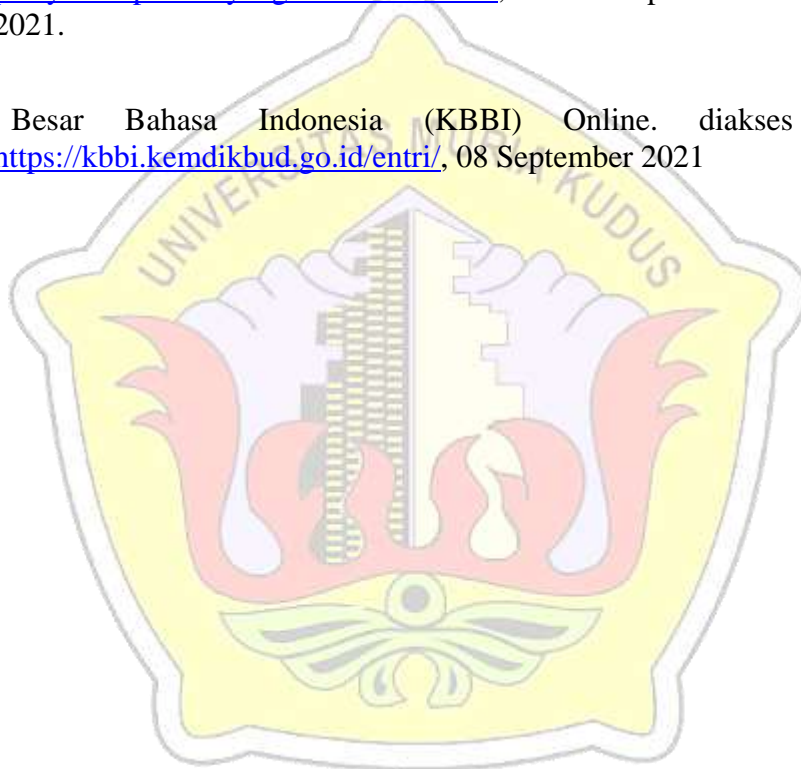 2021.
Besar Bahasa Indonesia (KBBI) Online. diakses
https://kbbi.kemdikbud.go.id/entri/, 08 September 2021
UNIVERSITAS MURIA KUDUS